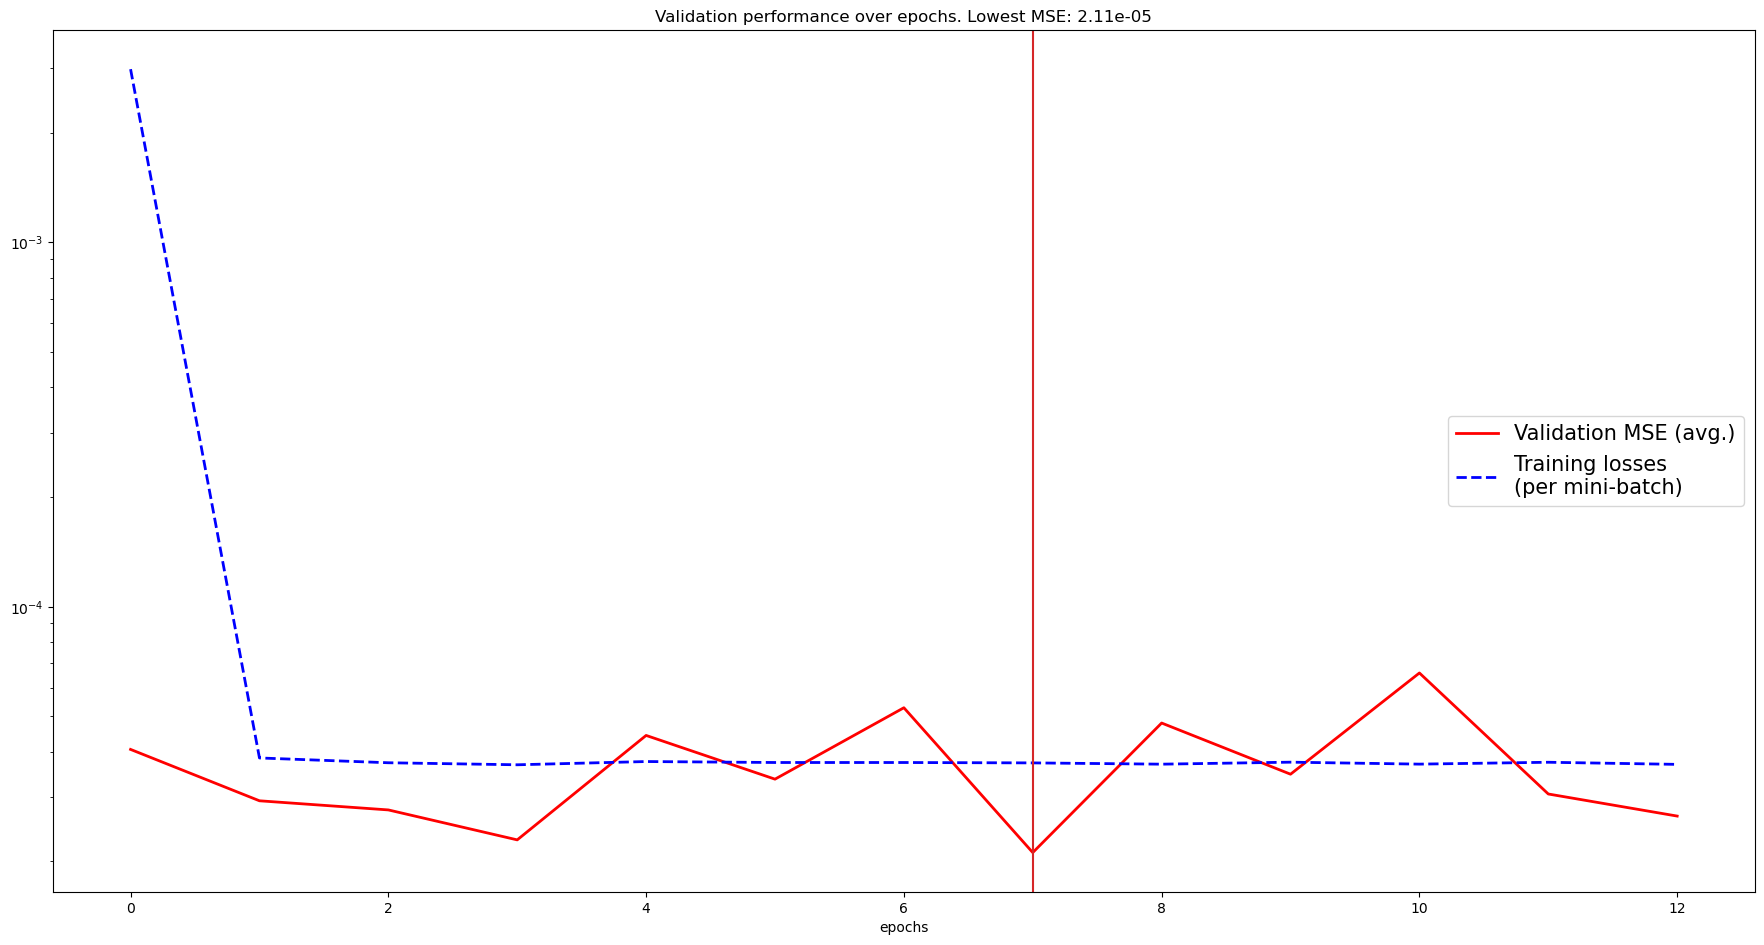 Validation performance over epochs. Lowest MSE: 2.11e-05
10⁻³
10⁻⁴
Validation MSE (avg.)
Training losses
(per mini-batch)
0 2 4 6 8 10 12
epochs